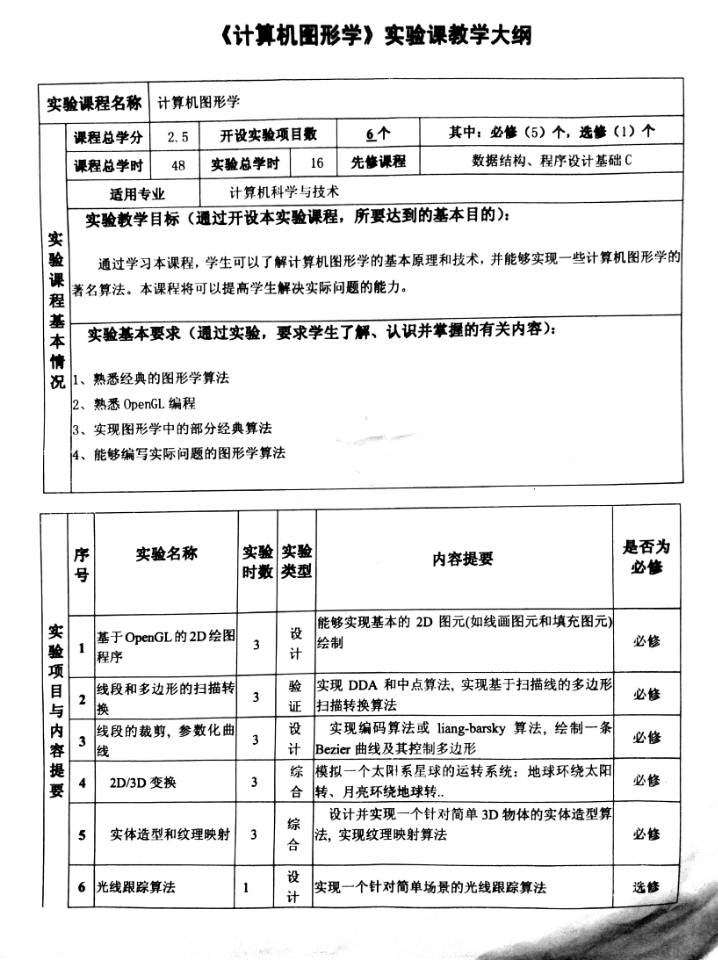 《计算机图形学》实验课教学大纲
实验课程名称 计算机图形学
实验课程基本情况
课程总学分 2.5 开设实验项目数 6个 其中：必修（5）个，选修（1）个
课程总学时 48 实验总学时 16 先修课程 数据结构、程序设计基础C
适用专业 计算机科学与技术
实验教学目标（通过开设本实验课程，所要达到的基本目的）：
通过学习本课程，学生可以了解计算机图形学的基本原理和技术，并能够实现一些计算机图形学的
著名算法。本课程将可以提高学生解决实际问题的能力。
实验基本要求（通过实验，要求学生了解、认识并掌握的有关内容）：
1、熟悉经典的图形学算法
2、熟悉OpenGL编程
3、实现图形学中的部分经典算法
4、能够编写实际问题的图形学算法
实验项目与内容提要
序号 实验名称 实验时数 实验类型 内容提要 是否为必修
1 基于OpenGL的2D绘图程序 3 设计 能够实现基本的 2D 图元(如线画图元和填充图元)
绘制 必修
2 线段和多边形的扫描转换 3 验证 实现 DDA 和中点算法, 实现基于扫描线的多边形
扫描转换算法 必修
3 线段的裁剪, 参数化曲线 3 设计 实现编码算法或 liang-barsky 算法, 绘制一条
Bezier 曲线及其控制多边形 必修
4 2D/3D 变换 3 综合 模拟一个太阳系星球的运转系统：地球环绕太阳
转、月亮环绕地球转.. 必修
5 实体造型和纹理映射 3 综合 设计并实现一个针对简单 3D 物体的实体造型算
法, 实现纹理映射算法 必修
6 光线跟踪算法 1 设计 实现一个针对简单场景的光线跟踪算法 选修